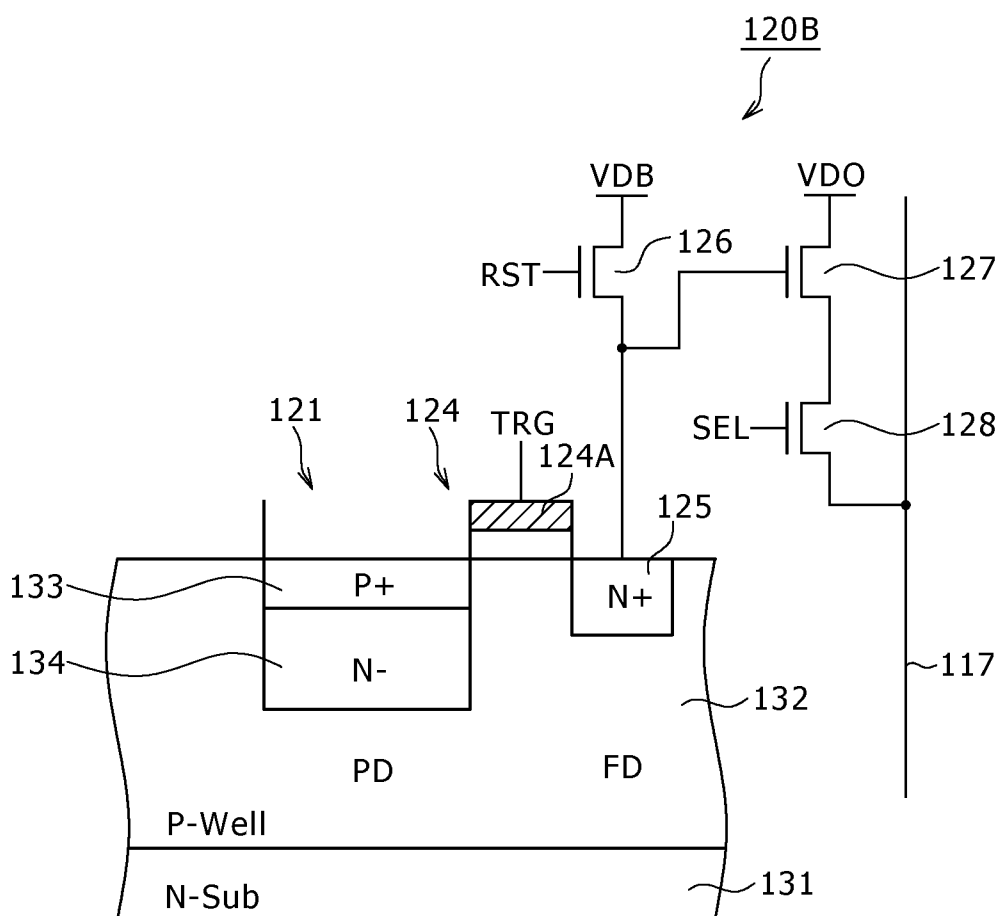 120B
VDB
VDO
126
RST
127
121
124
TRG
SEL
128
124A
125
133
P+
N+
134
N-
117
132
PD
FD
P-Well
N-Sub
131